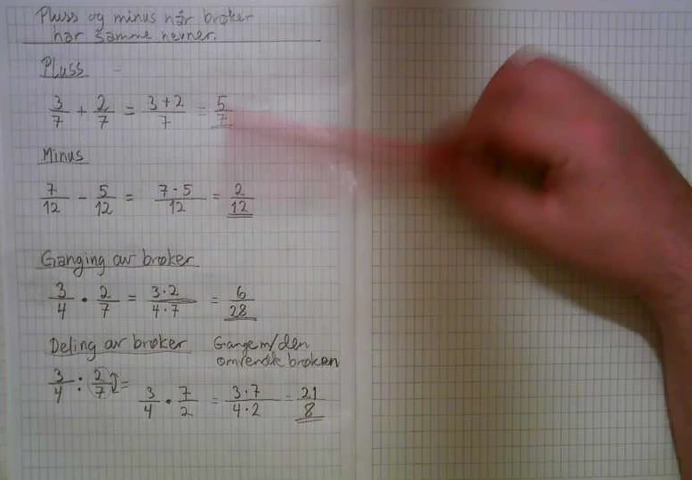 Pluss og minus når brøker
har samme nevner.
Pluss
3/7 + 2/7 = 3+2/7 = 5/7
Minus
7/12 - 5/12 = 7-5/12 = 2/12
Ganging av brøker
3/4 · 2/7 = 3·2/4·7 = 6/28
Deling av brøker
Gange m/den
omvendte brøken
3/4 : 2/7 =
3/4 · 7/2 = 3·7/4·2 = 21/8